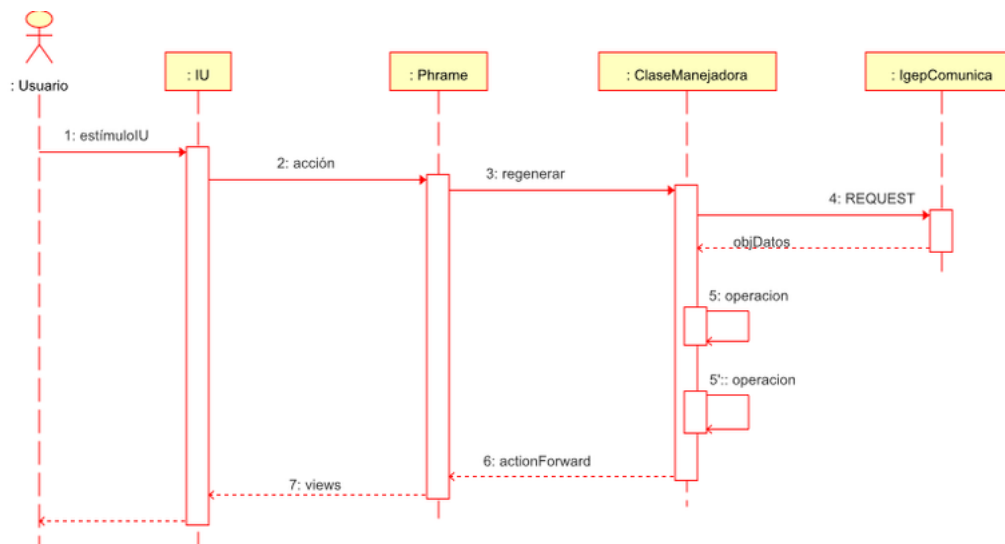 : Usuario
: IU
: Phrame
: ClaseManejadora
: IgepComunica
1: estímuloIU
2: acción
3: regenerar
4: REQUEST
objDatos
5: operacion
5':: operacion
6: actionForward
7: views